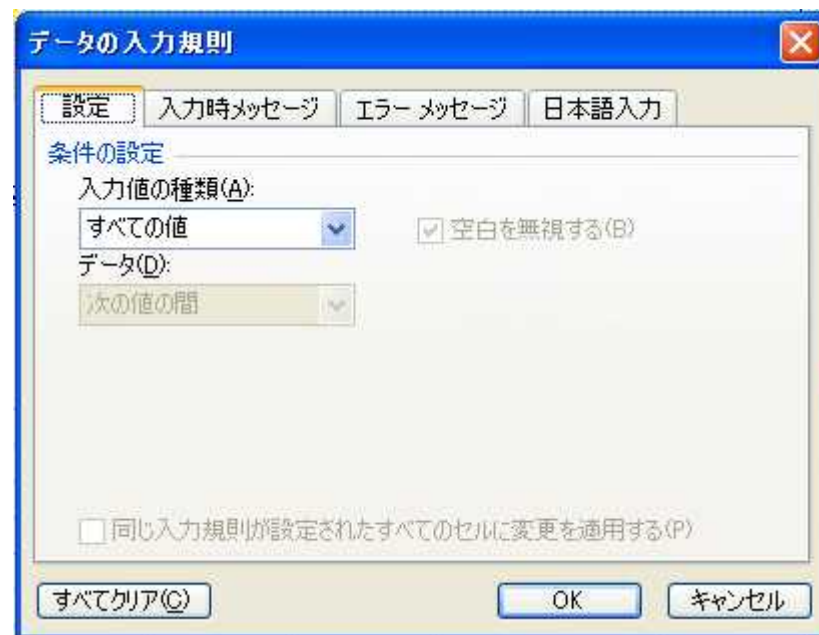 データの入力規則
設定 入力時メッセージ エラー メッセージ 日本語入力
条件の設定
入力値の種類(A):
すべての値 空白を無視する(B)
データ(D):
次の値の間
同じ入力規則が設定されたすべてのセルに変更を適用する(P)
すべてクリア(C) OK キャンセル